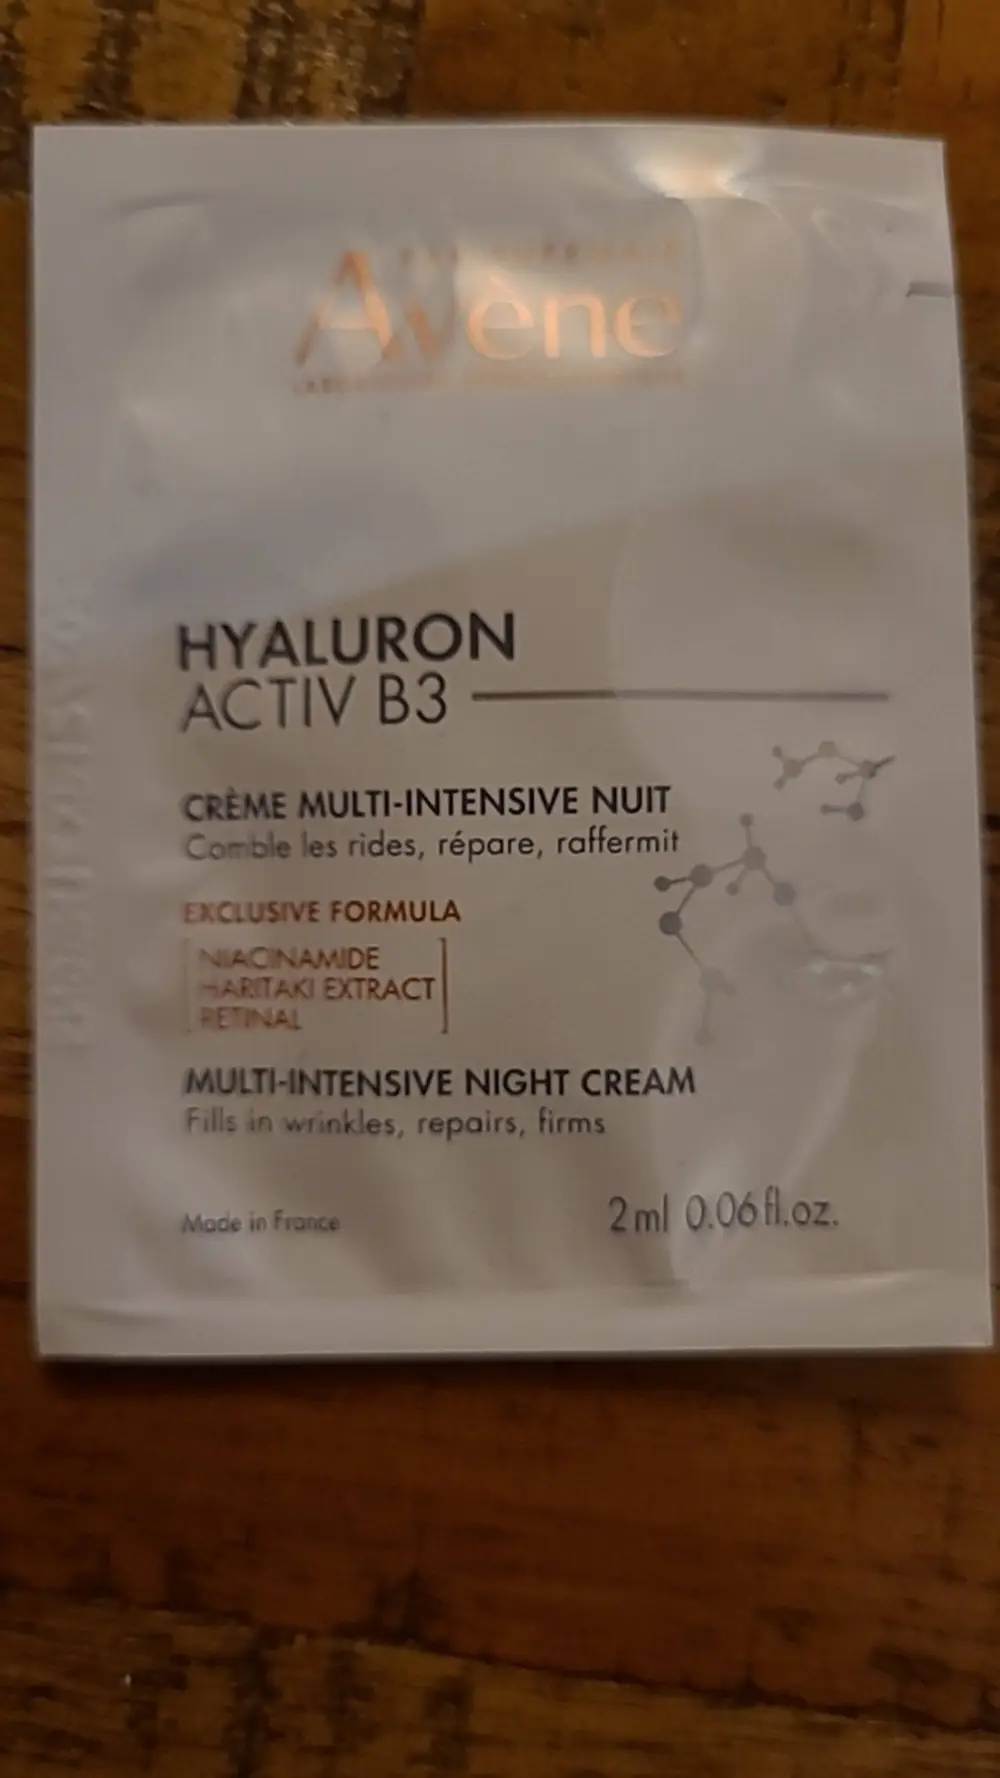 Avène
HYALURON
ACTIV B3
CRÈME MULTI-INTENSIVE NUIT
Comble les rides, répare, raffermit
EXCLUSIVE FORMULA
NIACINAMIDE
HARITAKI EXTRACT
RETINAL
MULTI-INTENSIVE NIGHT CREAM
Fills in wrinkles, repairs, firms
Made in France
2 ml 0.06 fl.oz.